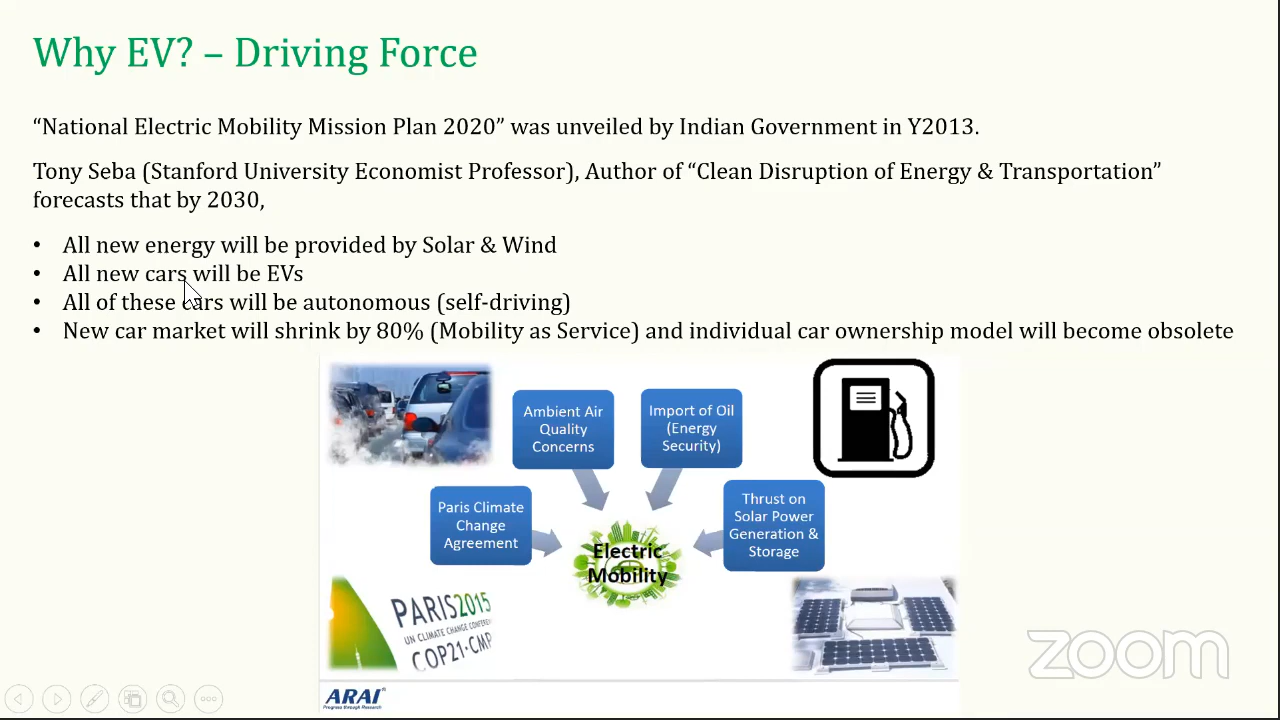 Why EV? – Driving Force
“National Electric Mobility Mission Plan 2020” was unveiled by Indian Government in Y2013.
Tony Seba (Stanford University Economist Professor), Author of “Clean Disruption of Energy & Transportation”
forecasts that by 2030,
• All new energy will be provided by Solar & Wind
• All new cars will be EVs
• All of these cars will be autonomous (self-driving)
• New car market will shrink by 80% (Mobility as Service) and individual car ownership model will become obsolete
Ambient Air
Quality
Concerns
Import of Oil
(Energy
Security)
Paris Climate
Change
Agreement
Thrust on
Solar Power
Generation &
Storage
Electric
Mobility
PARIS2015
UN CLIMATE CHANGE CONFEREN
COP21·CMP
zoom
ARAI®
Progress through Research